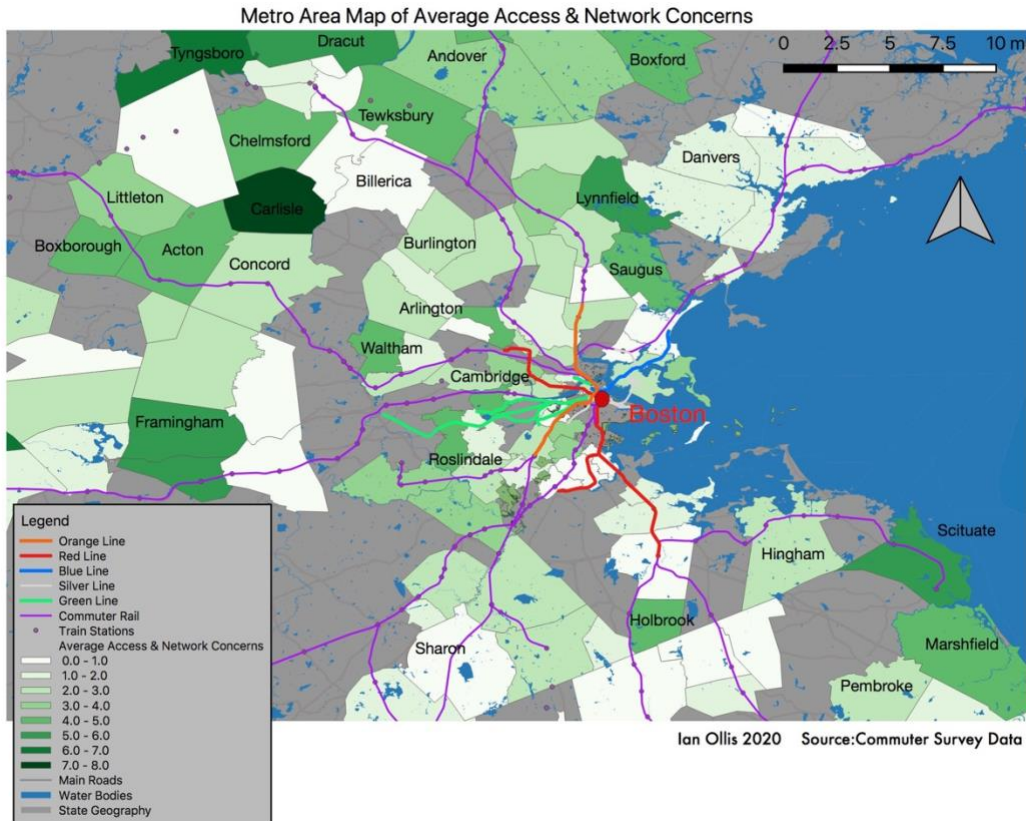 Metro Area Map of Average Access & Network Concerns
0 2.5 5 7.5 10 m
Tyngsboro
Dracut
Andover
Boxford
Tewksbury
Chelmsford
Danvers
Billerica
Littleton
Lynnfield
Carlisle
Boxborough
Acton
Burlington
Concord
Saugus
Arlington
Waltham
Cambridge
Boston
Framingham
Roslindale
Scituate
Hingham
Holbrook
Sharon
Marshfield
Pembroke
Legend
Orange Line
Red Line
Blue Line
Silver Line
Green Line
Commuter Rail
Train Stations
Average Access & Network Concerns
0.0 - 1.0
1.0 - 2.0
2.0 - 3.0
3.0 - 4.0
4.0 - 5.0
5.0 - 6.0
6.0 - 7.0
7.0 - 8.0
Main Roads
Water Bodies
State Geography
Ian Ollis 2020 Source:Commuter Survey Data